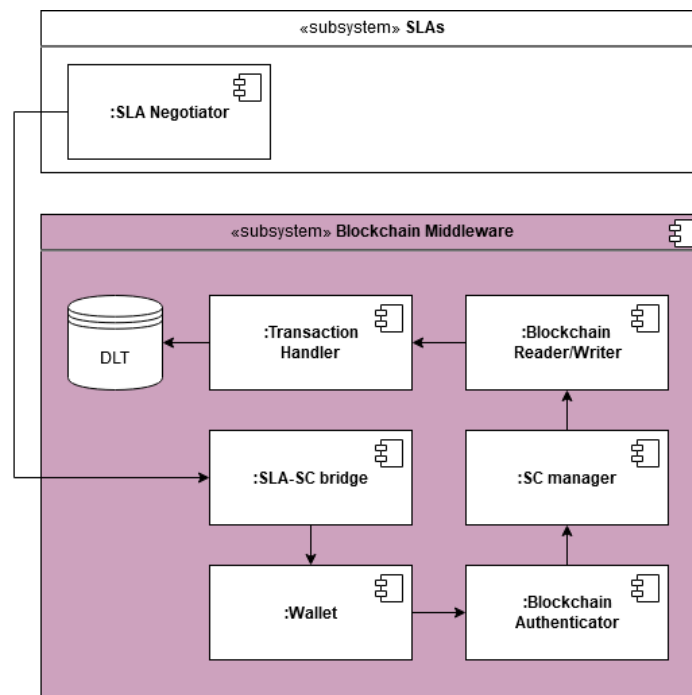 «subsystem» SLAs
:SLA Negotiator
«subsystem» Blockchain Middleware
DLT
:Transaction
Handler
:Blockchain
Reader/Writer
:SLA-SC bridge
:SC manager
:Wallet
:Blockchain
Authenticator